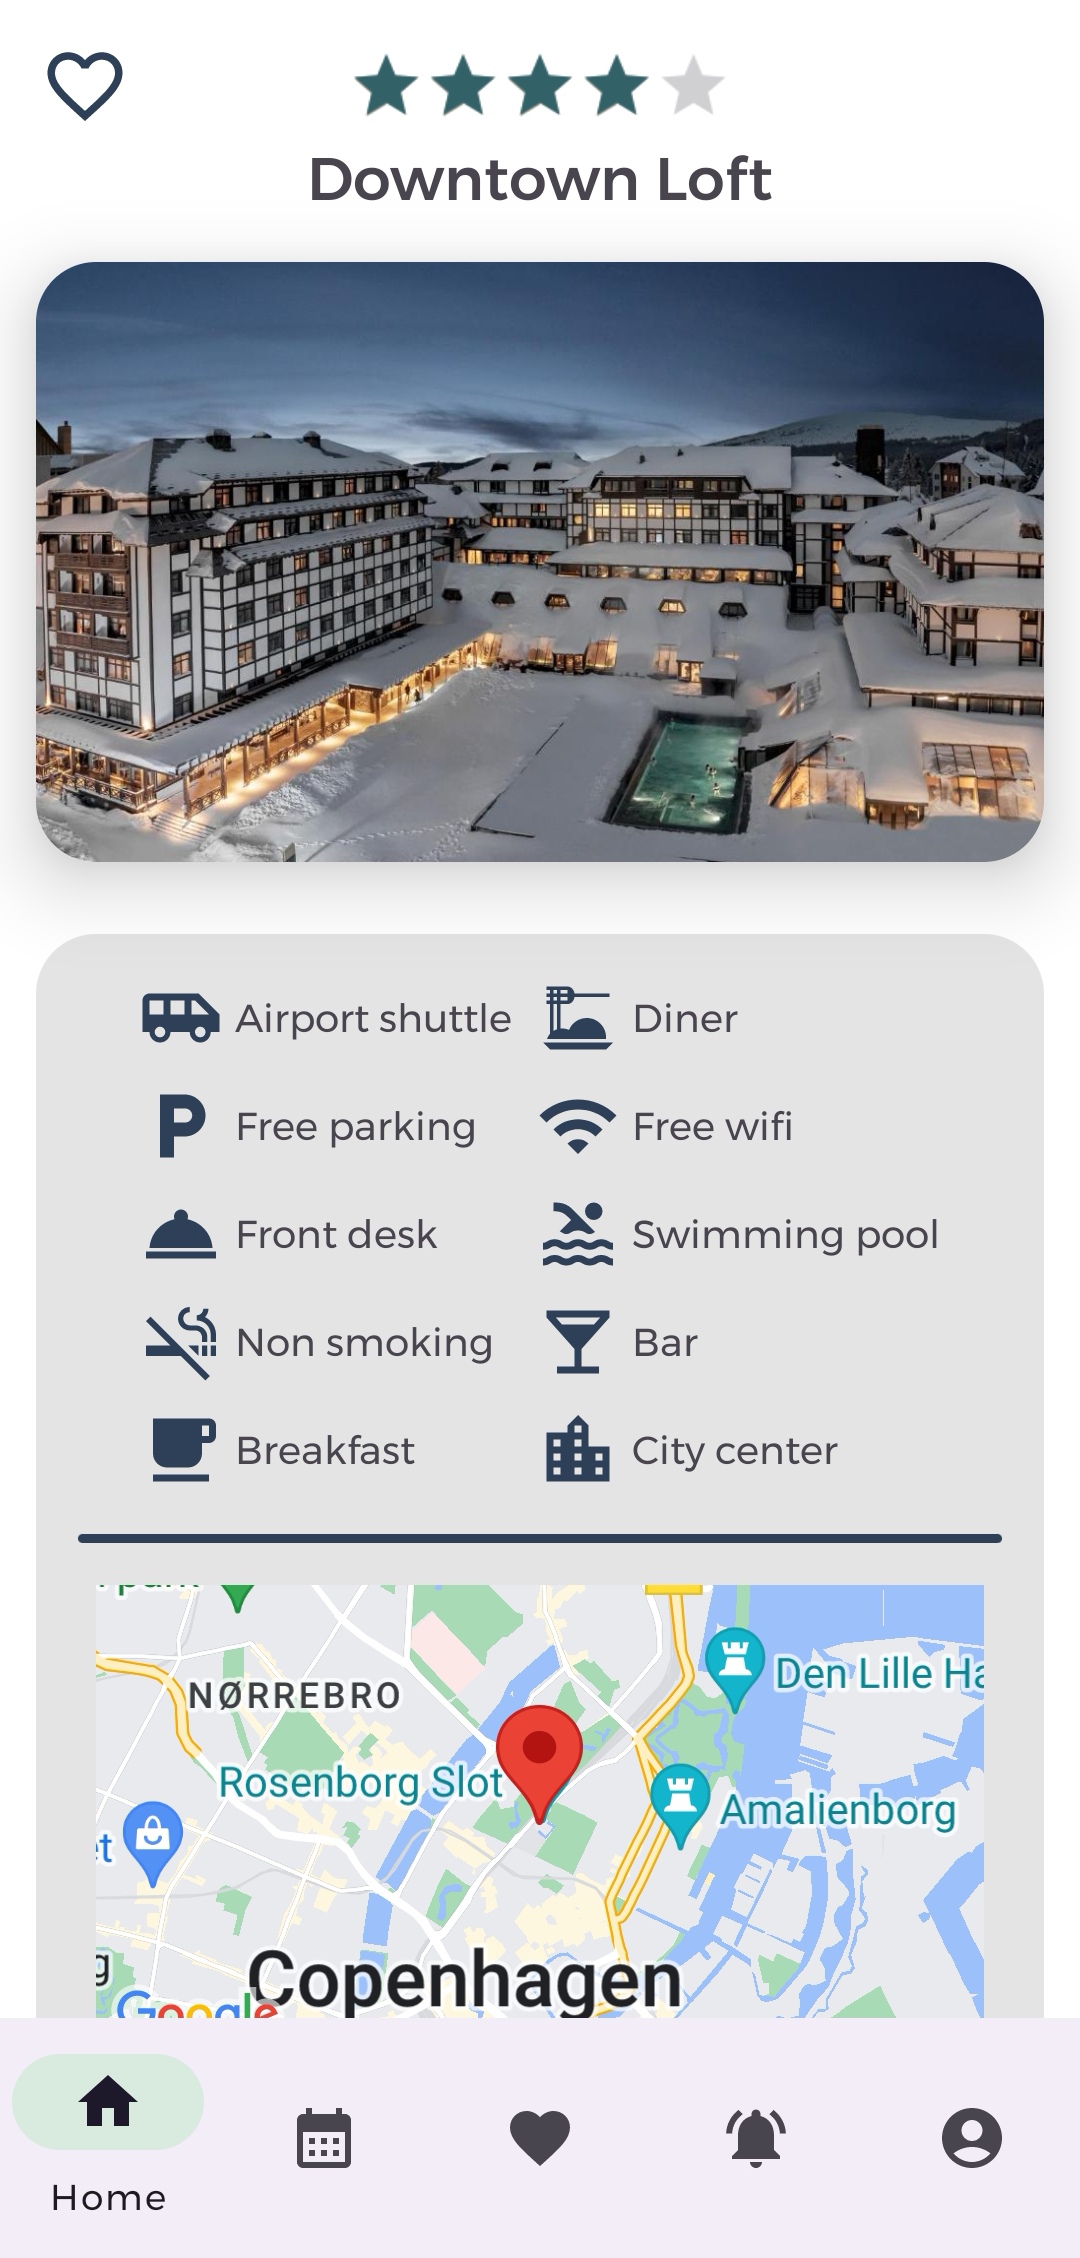 Downtown Loft
Airport shuttle
Diner
Free parking
Free wifi
Front desk
Swimming pool
Non smoking
Bar
Breakfast
City center
NØRREBRO
Den Lille Ha
Rosenborg Slot
Amalienborg
et
g
Copenhagen
Google
Home